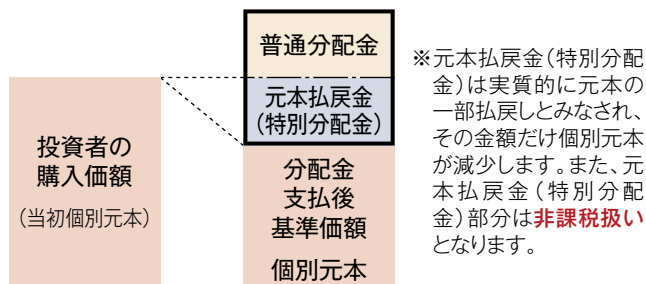 投資者の
購入価額
(当初個別元本)
普通分配金
元本払戻金
(特別分配金)
分配金
支払後
基準価額
個別元本
※元本払戻金(特別分配
金)は実質的に元本の
一部払戻しとみなされ、
その金額だけ個別元本
が減少します。また、元
本払戻金(特別分配
金)部分は非課税扱い
となります。